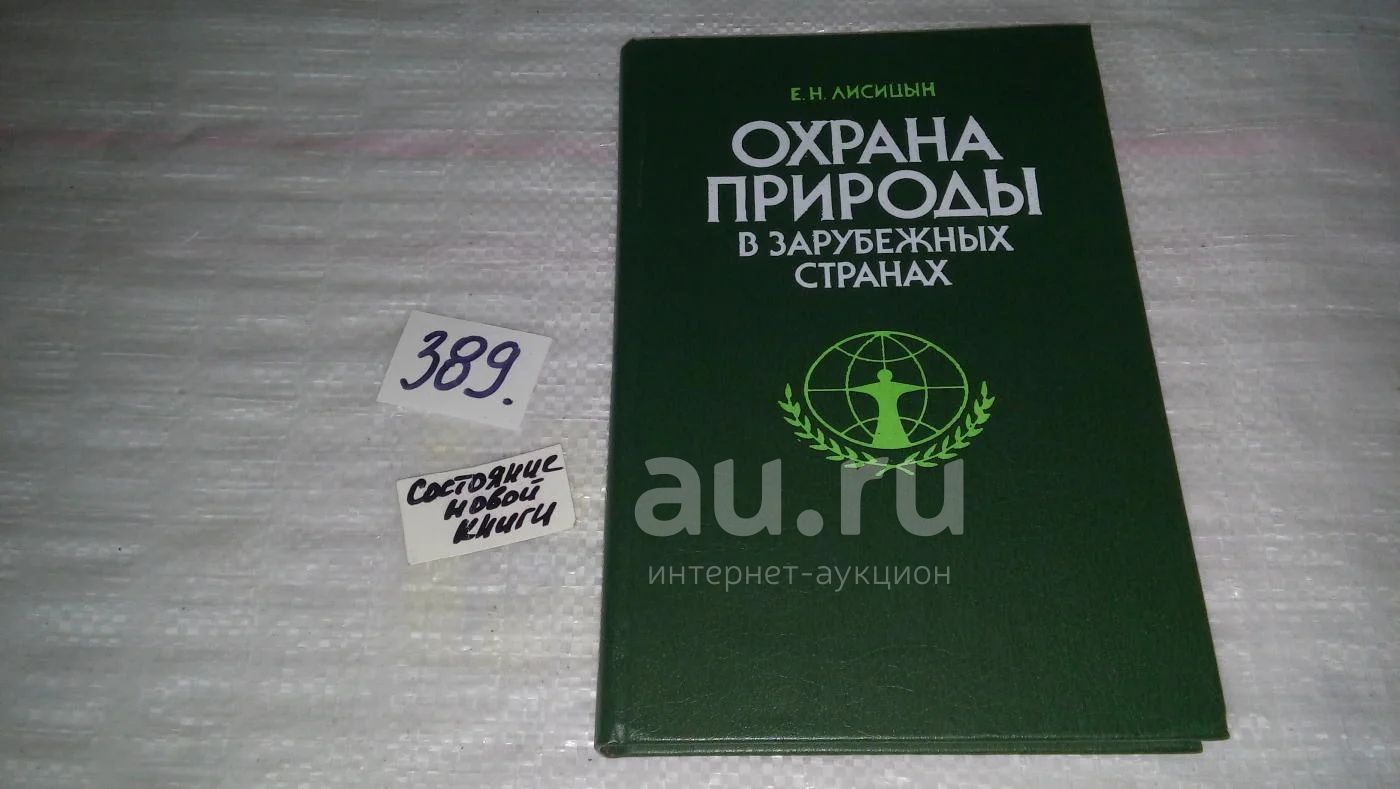 Е. Н. ЛИСИЦЫН
ОХРАНА
ПРИРОДЫ
В ЗАРУБЕЖНЫХ
СТРАНАХ
389.
Состояние
новой
книги
au.ru
интернет-аукцион